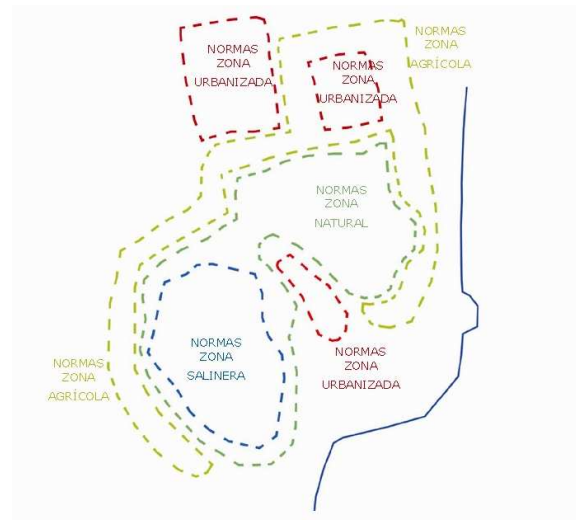 NORMAS
ZONA
URBANIZADA
NORMAS
ZONA
URBANIZADA
NORMAS
ZONA
AGRÍCOLA
NORMAS
ZONA
NATURAL
NORMAS
ZONA
SALINERA
NORMAS
ZONA
URBANIZADA
NORMAS
ZONA
AGRÍCOLA